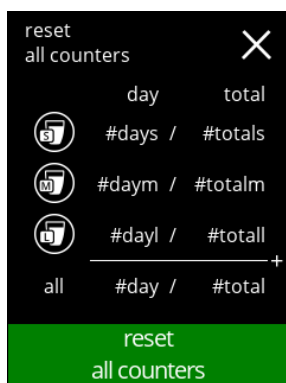 reset
all counters
day total
S #days / #totals
M #daym / #totalm
L #dayl / #totall
+
all #day / #total
reset
all counters